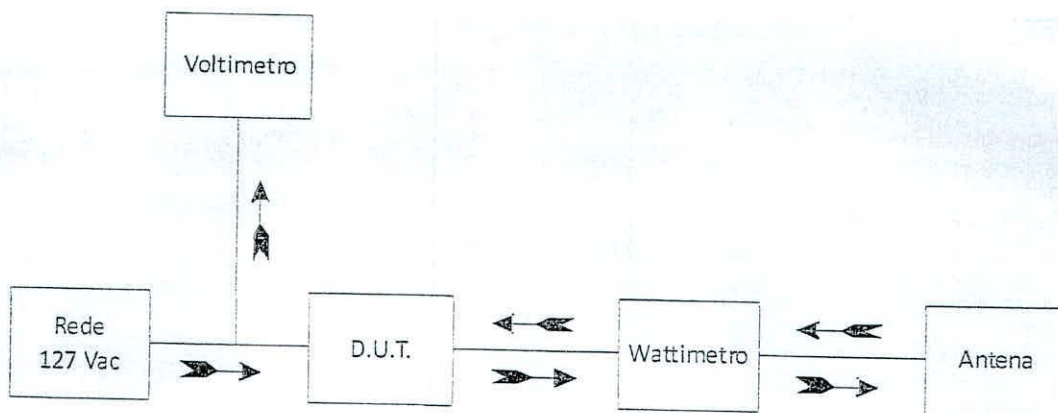 Voltimetro
Rede
127 Vac
D.U.T.
Wattimetro
Antena